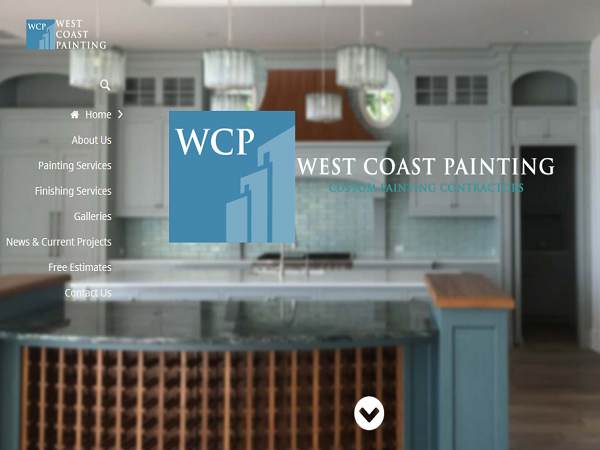 WCP
WEST
COAST
PAINTING
Home
About Us
Painting Services
Finishing Services
Galleries
News & Current Projects
Free Estimates
Contact Us
WCP
WEST COAST PAINTING
CUSTOM PAINTING CONTRACTORS